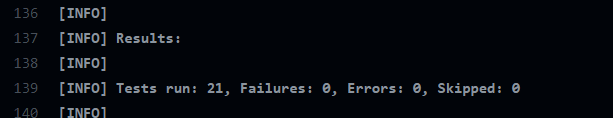 136 [INFO]
137 [INFO] Results:
138 [INFO]
139 [INFO] Tests run: 21, Failures: 0, Errors: 0, Skipped: 0
140 [INFO]